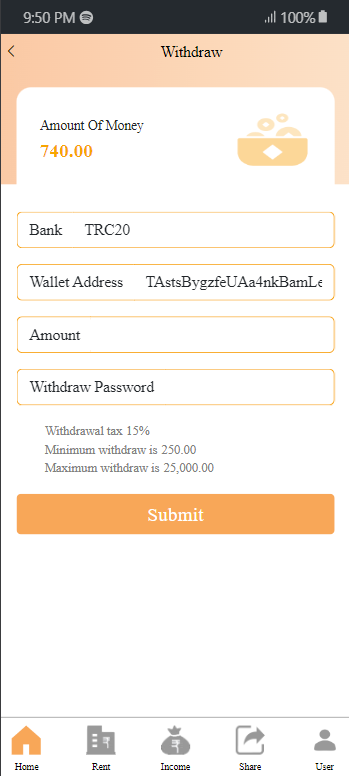 9:50 PM 100%
Withdraw
Amount Of Money
740.00
Bank TRC20
Wallet Address TAstsBygzfeUAa4nkBamLe
Amount
Withdraw Password
Withdrawal tax 15%
Minimum withdraw is 250.00
Maximum withdraw is 25,000.00
Submit
Home Rent Income Share User